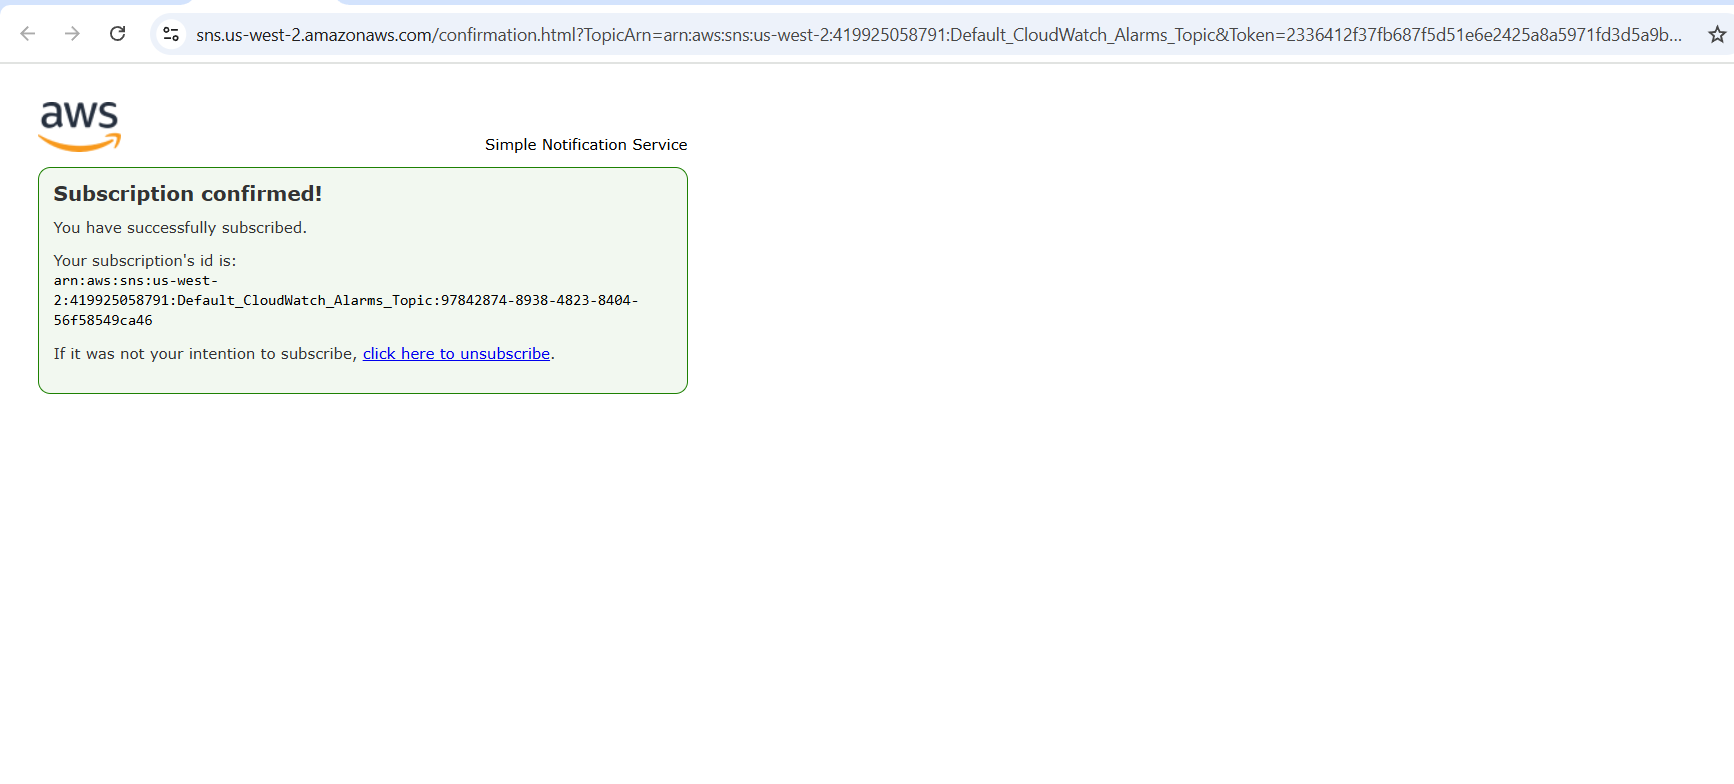 sns.us-west-2.amazonaws.com/confirmation.html?TopicArn=arn:aws:sns:us-west-2:419925058791:Default_CloudWatch_Alarms_Topic&Token=2336412f37fb687f5d51e6e2425a8a5971fd3d5a9b...
aws
Simple Notification Service
Subscription confirmed!
You have successfully subscribed.
Your subscription's id is:
arn:aws:sns:us-west-
2:419925058791:Default_CloudWatch_Alarms_Topic:97842874-8938-4823-8404-
56f58549ca46
If it was not your intention to subscribe, click here to unsubscribe.